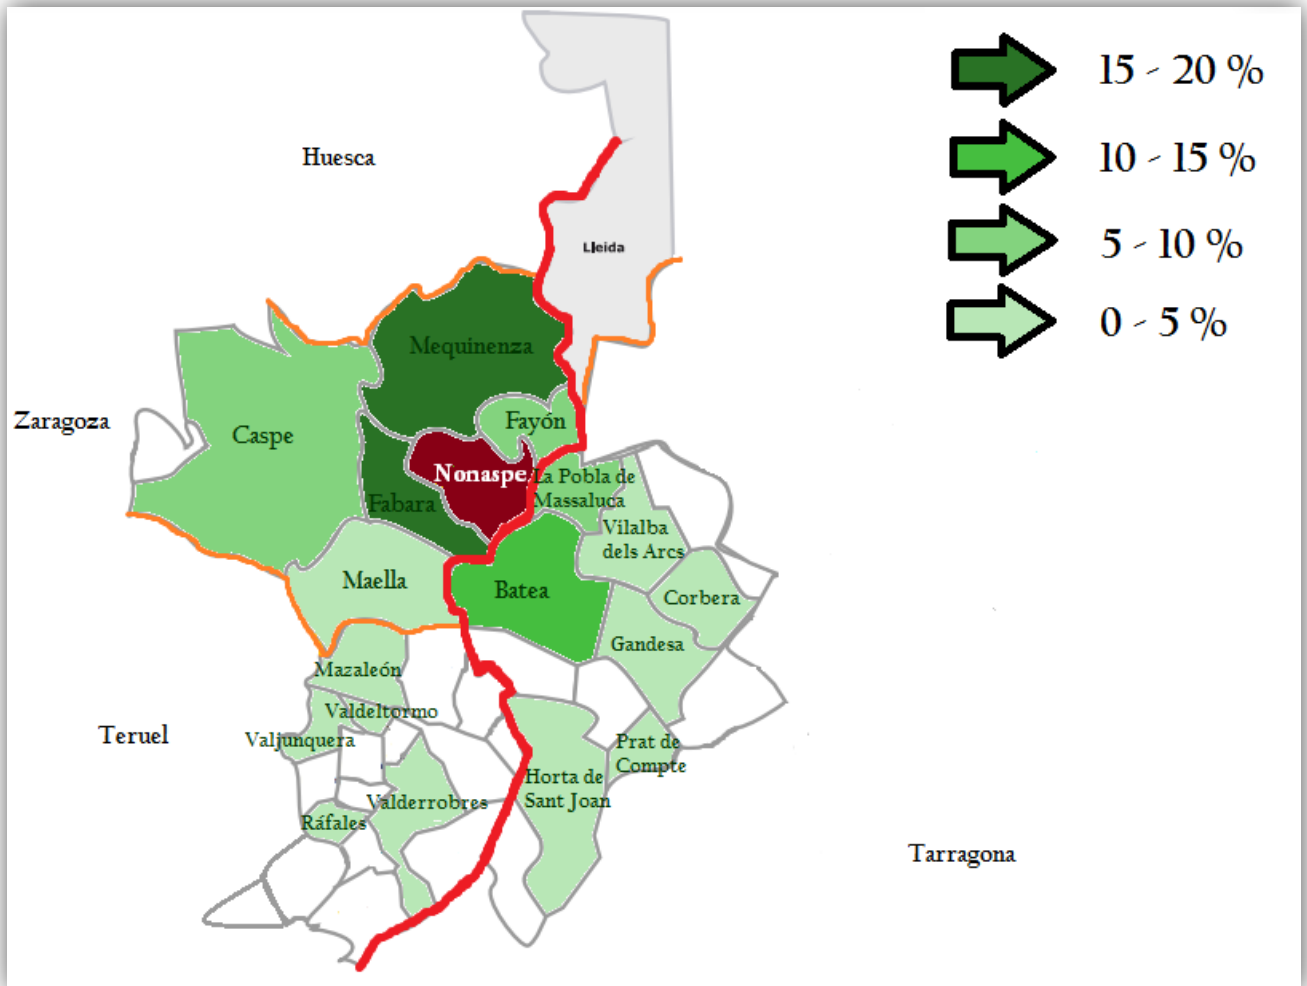 15 - 20 %
10 - 15 %
5 - 10 %
0 - 5 %
Huesca
Lleida
Mequinenza
Zaragoza
Caspe
Fayón
Nonaspe
La Pobla de
Massaluca
Fabara
Vilalba
dels Arcs
Maella
Batea
Corbera
Gandesa
Mazaleón
Valdeltormo
Teruel
Valjunquera
Prat de
Compte
Horta de
Sant Joan
Valderrobres
Ráfales
Tarragona